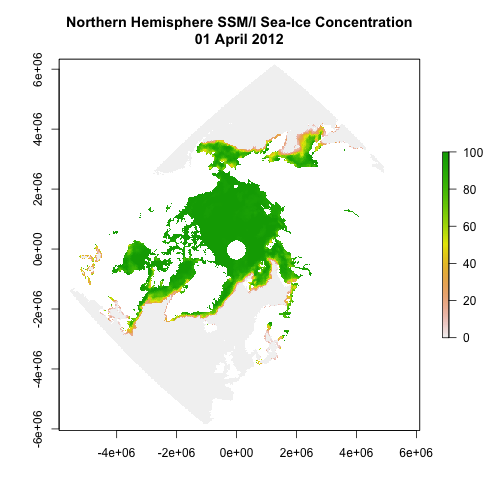 Northern Hemisphere SSM/I Sea-Ice Concentration
01 April 2012
6e+06
4e+06
2e+06
0e+00
-2e+06
-4e+06
-6e+06
-4e+06 -2e+06 0e+00 2e+06 4e+06 6e+06
100
80
60
40
20
0